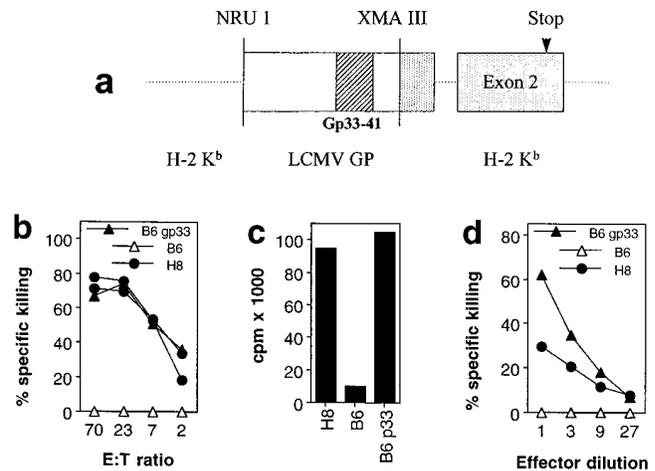 NRU 1 XMA III Stop
a
Exon 2
Gp33-41
H-2 Kb LCMV GP H-2 Kb
b
B6 gp33
B6
H8
% specific killing
100
80
60
40
20
0
70 23 7 2
E:T ratio
c
cpm x 1000
100
80
60
40
20
0
H8 B6 B6 p33
d
B6 gp33
B6
H8
% specific killing
80
60
40
20
0
1 3 9 27
Effector dilution